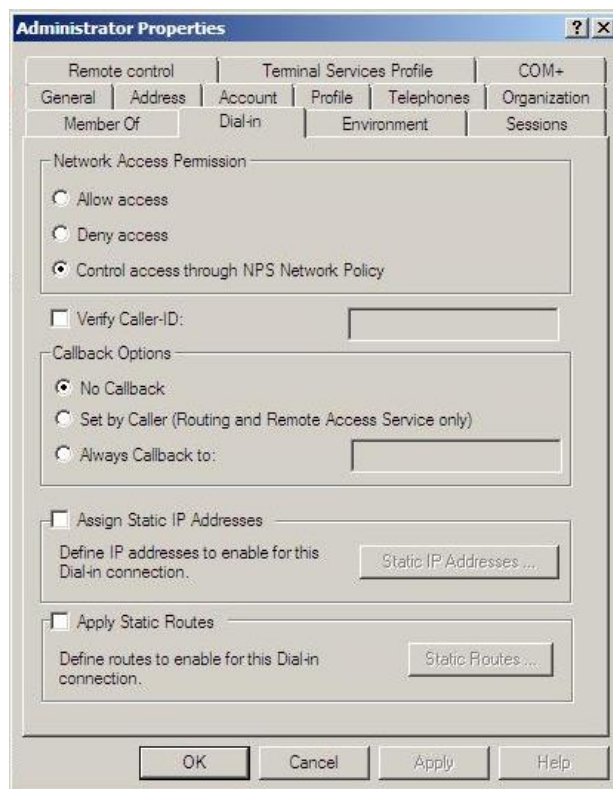 Administrator Properties
Remote control
Terminal Services Profile
COM+
General
Address
Account
Profile
Telephones
Organization
Member Of
Dial-in
Environment
Sessions
Network Access Permission
Allow access
Deny access
Control access through NPS Network Policy
Verify Caller-ID:
Callback Options
No Callback
Set by Caller (Routing and Remote Access Service only)
Always Callback to:
Assign Static IP Addresses
Define IP addresses to enable for this
Dial-in connection.
Static IP Addresses ...
Apply Static Routes
Define routes to enable for this Dial-in
connection.
Static Routes ...
OK
Cancel
Apply
Help